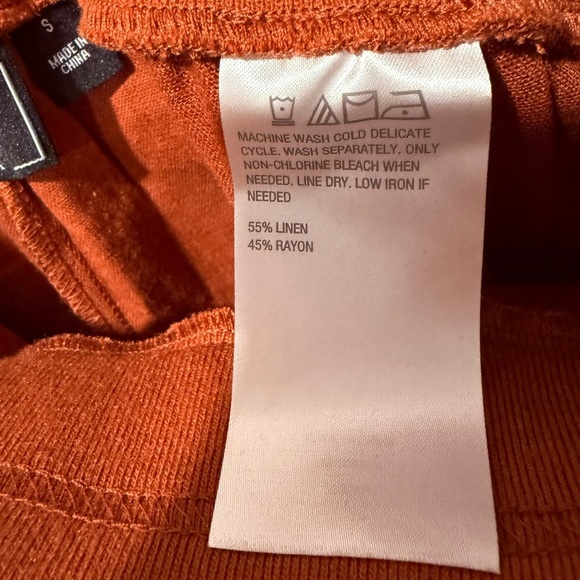 S
MADE IN
CHINA
MACHINE WASH COLD DELICATE
CYCLE. WASH SEPARATELY. ONLY
NON-CHLORINE BLEACH WHEN
NEEDED. LINE DRY. LOW IRON IF
NEEDED
55% LINEN
45% RAYON